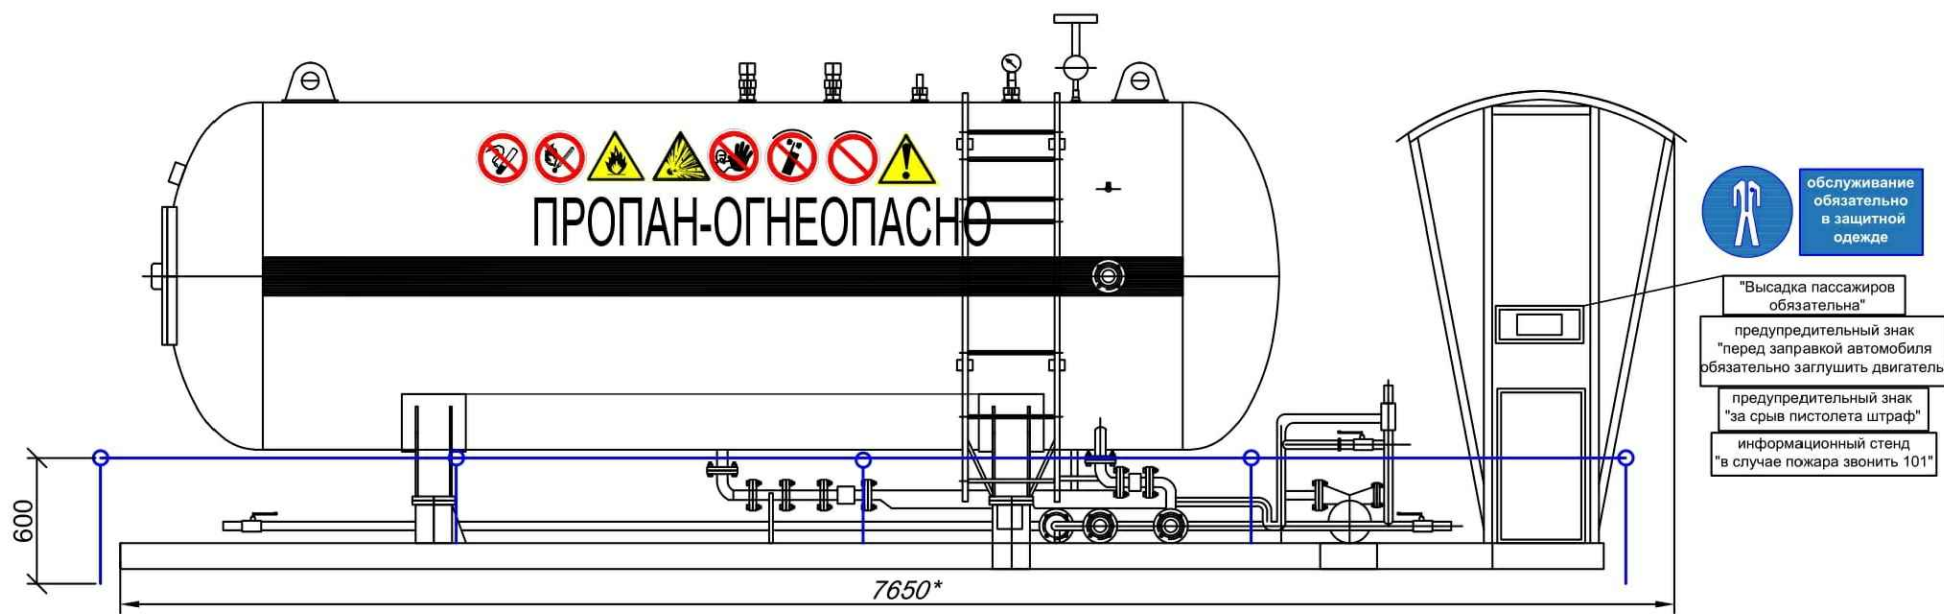 ПРОПАН-ОГНЕОПАСНО
обслуживание
обязательно
в защитной
одежде
"Высадка пассажиров
обязательна"
предупредительный знак
"перед заправкой автомобиля
обязательно заглушить двигатель
предупредительный знак
"за срыв пистолета штраф"
информационный стенд
"в случае пожара звонить 101"
600
7650*